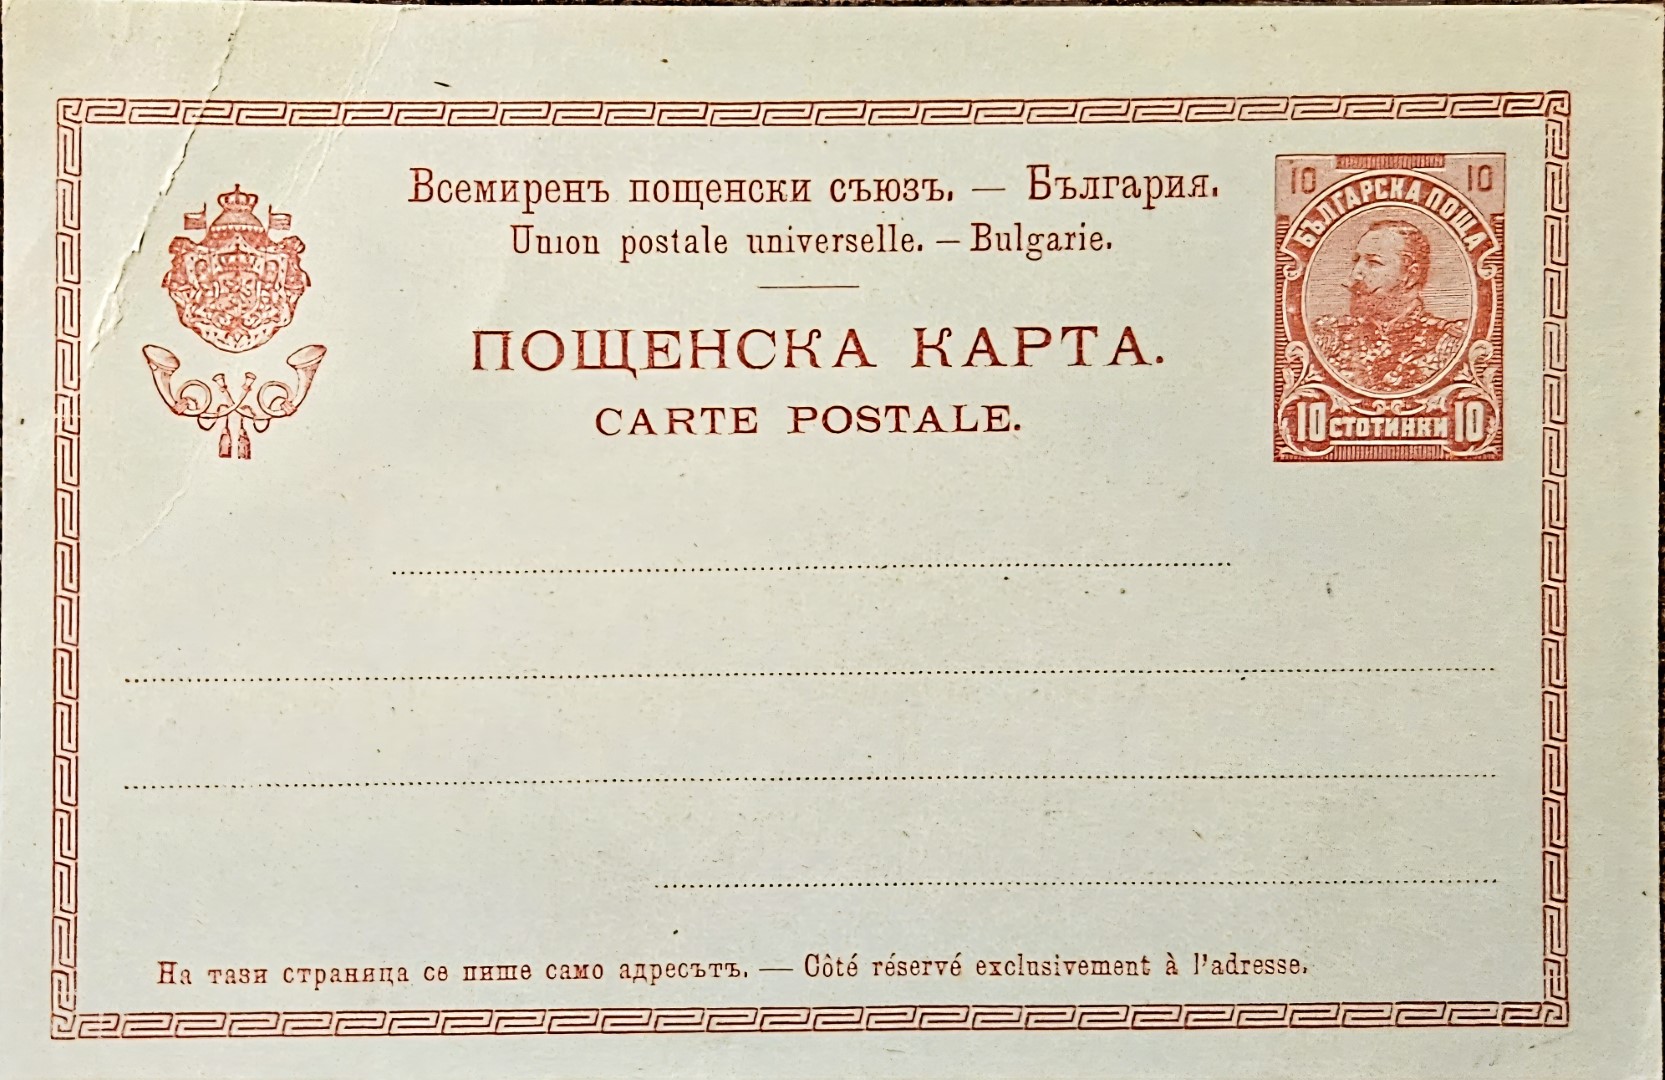 Всемиренъ пощенски съюзъ. — България.
Union postale universelle. — Bulgarie.
ПОЩЕНСКА КАРТА.
CARTE POSTALE.
10 10
БЪЛГАРСКА ПОЩА
10 СТОТИНКИ 10
На тази страница се пише само адресътъ. — Côté réservé exclusivement à l'adresse.